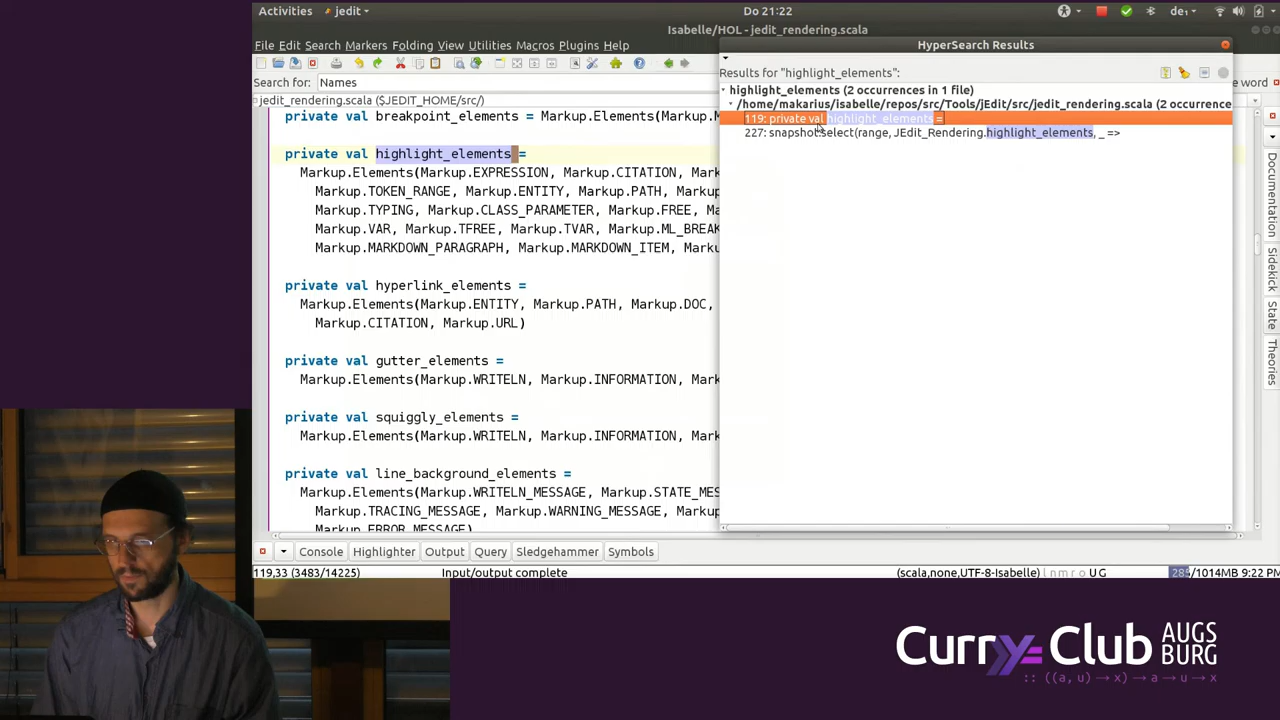 Activities jedit Do 21:22 de₁
Isabelle/HOL - jedit_rendering.scala
File Edit Search Markers Folding View Utilities Macros Plugins Help
Search for: Names
jedit_rendering.scala ($JEDIT_HOME/src/)
breakpoint_elements = Markup.Elements(Ma
private val highlight_elements =
Markup.Elements(Markup.EXPRESSION, Markup.CITATION, Mark
Markup.TOKEN_RANGE, Markup.ENTITY, Markup.PATH, Mark
Markup.TYPING, Markup.CLASS_PARAMETER, Markup.FREE, Ma
Markup.VAR, Markup.TFREE, Markup.TVAR, Markup.ML_BREAK
Markup.MARKDOWN_PARAGRAPH, Markup.MARKDOWN_ITEM, Marku
private val hyperlink_elements =
Markup.Elements(Markup.ENTITY, Markup.PATH, Markup.DOC,
Markup.CITATION, Markup.URL)
private val gutter_elements =
Markup.Elements(Markup.WRITELN, Markup.INFORMATION, Mark
private val squiggly_elements =
Markup.Elements(Markup.WRITELN, Markup.INFORMATION, Mark
private val line_background_elements =
Markup.Elements(Markup.WRITELN_MESSAGE, Markup.STATE_MES
Markup.TRACING_MESSAGE, Markup.WARNING_MESSAGE, Markup
Markup.ERROR_MESSAGE)
HyperSearch Results
Results for "highlight_elements":
highlight_elements (2 occurrences in 1 file)
/home/makarius/isabelle/repos/src/Tools/jEdit/src/jedit_rendering.scala (2 occurrence
119: private val highlight_elements =
227: snapshot.select(range, JEdit_Rendering.highlight_elements, _ =>
e word
Documentation
Sidekick
State
Theories
Console Highlighter Output Query Sledgehammer Symbols
119,33 (3483/14225) Input/output complete (scala,none,UTF-8-Isabelle) l n m r o U G 285/1014MB 9:22 PM
Curry Club AUGS
BURG
:: ((a, u) → x) → a → u → x